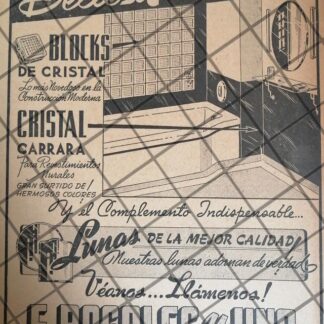 BLOCKS
DE CRISTAL
Lo más Novedoso en la
Construcción Moderna
CRISTAL
CARRARA
Para Revestimientos
Murales
GRAN SURTIDO DE
HERMOSOS COLORES
Y el Complemento Indispensable...
Lunas DE LA MEJOR CALIDAD!
Nuestras lunas adornan de verdad!
Véanos...Llámenos!